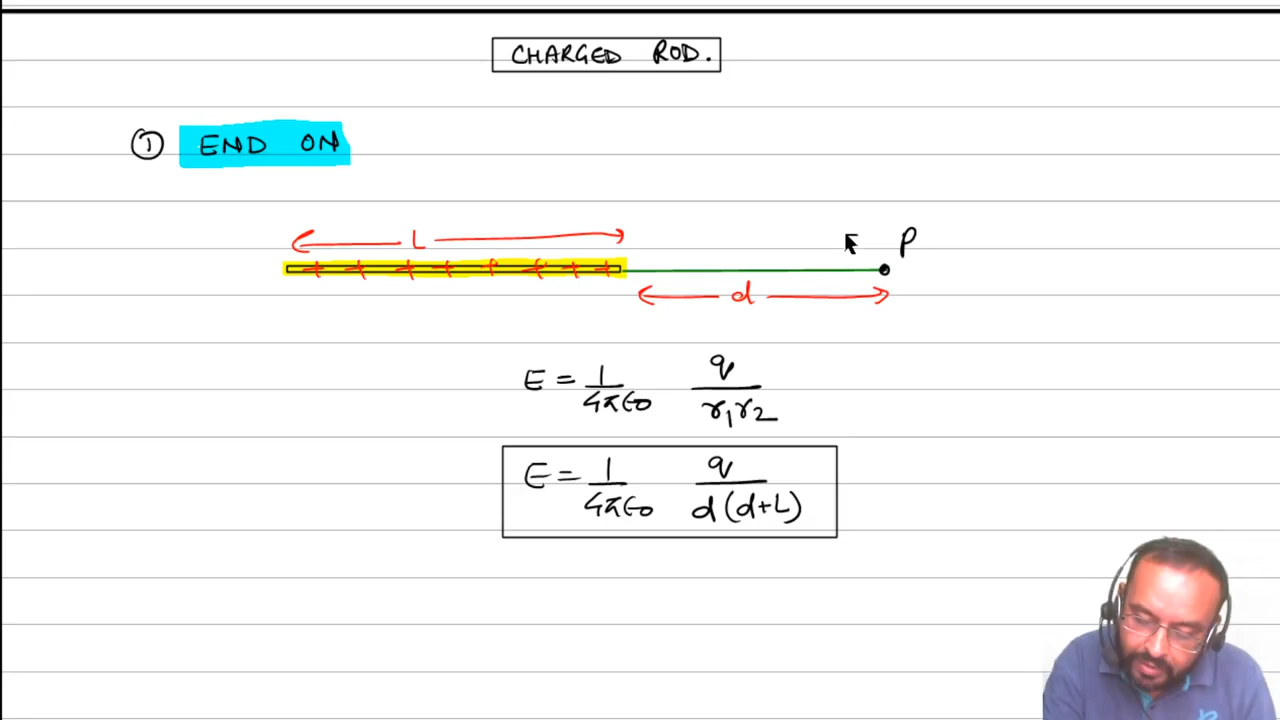 CHARGED ROD.
① END ON
L
P
d
E = 1/4πε0 q/r1r2
E = 1/4πε0 q/d(d+L)